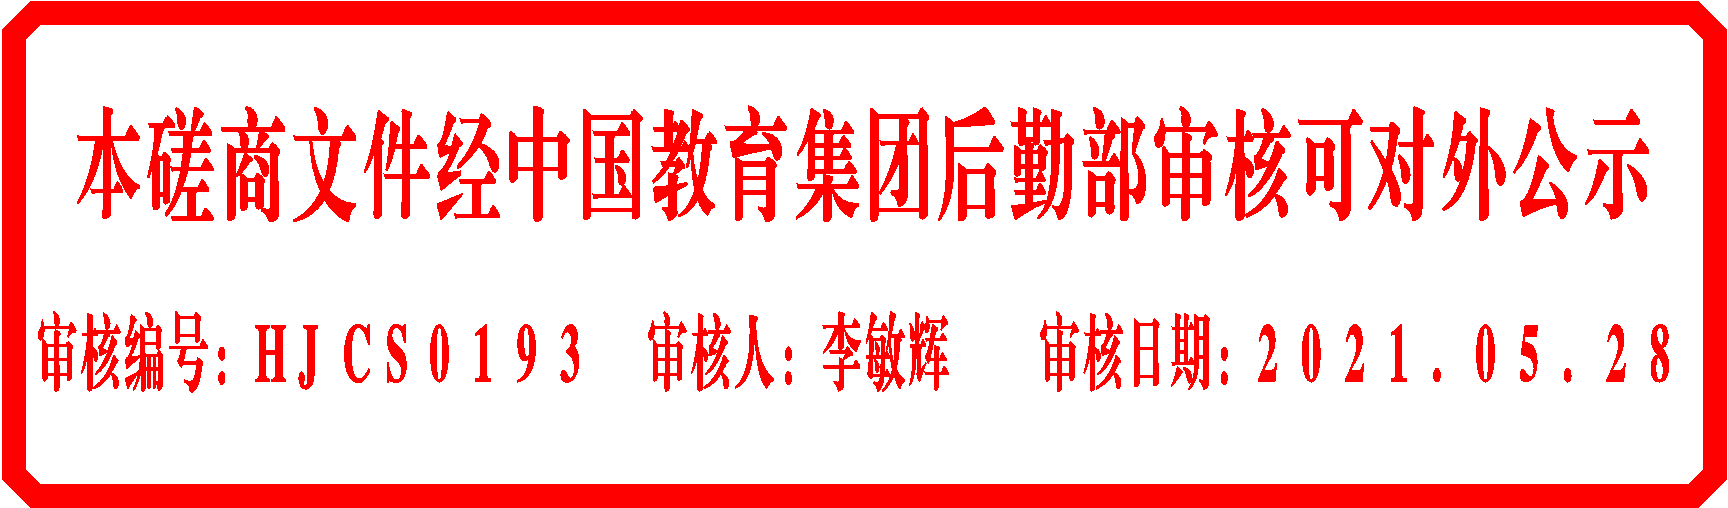 本磋商文件经中国教育集团后勤部审核可对外公示
审核编号：HJCS0193 审核人：李敏辉 审核日期：2021.05.28